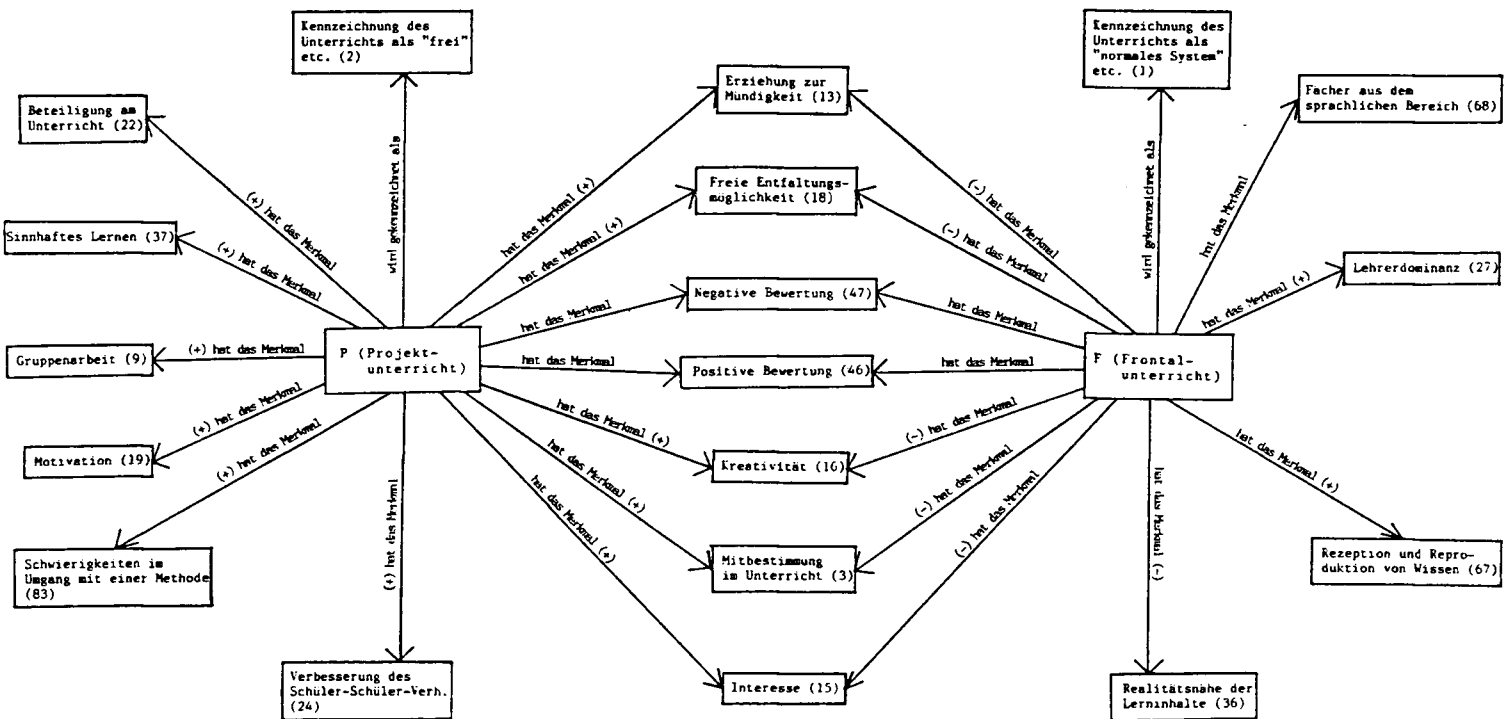 Kennzeichnung des
Unterrichts als "frei"
etc. (2)
Kennzeichnung des
Unterrichts als
"normales System"
etc. (1)
Erziehung zur
Mündigkeit (13)
Fächer aus dem
sprachlichen Bereich (68)
Beteiligung am
Unterricht (22)
wird gekennzeichnet als
wird gekennzeichnet als
(+) hat das Merkmal
hat das Merkmal (+)
Freie Entfaltungs-
möglichkeit (18)
(-) hat das Merkmal
hat das Merkmal
Sinnhaftes Lernen (37)
(+) hat das Merkmal
hat das Merkmal (+)
(-) hat das Merkmal
Lehrerdominanz (27)
hat das Merkmal (+)
Negative Bewertung (47)
hat das Merkmal
hat das Merkmal
Gruppenarbeit (9)
(+) hat das Merkmal
P (Projekt-
unterricht)
hat das Merkmal
Positive Bewertung (46)
hat das Merkmal
F (Frontal-
unterricht)
(+) hat das Merkmal
hat das Merkmal (+)
(-) hat das Merkmal
Motivation (19)
(+) hat das Merkmal
Kreativität (16)
hat das Merkmal (+)
hat das Merkmal (+)
(-) hat das Merkmal
Schwierigkeiten im
Umgang mit einer Methode
(83)
(+) hat das Merkmal
hat das Merkmal (+)
Mitbestimmung
im Unterricht (3)
(-) hat das Merkmal
hat das Merkmal (-)
Rezeption und Repro-
duktion von Wissen (67)
Verbesserung des
Schüler-Schüler-Verh.
(24)
Interesse (15)
Realitätsnähe der
Lerninhalte (36)